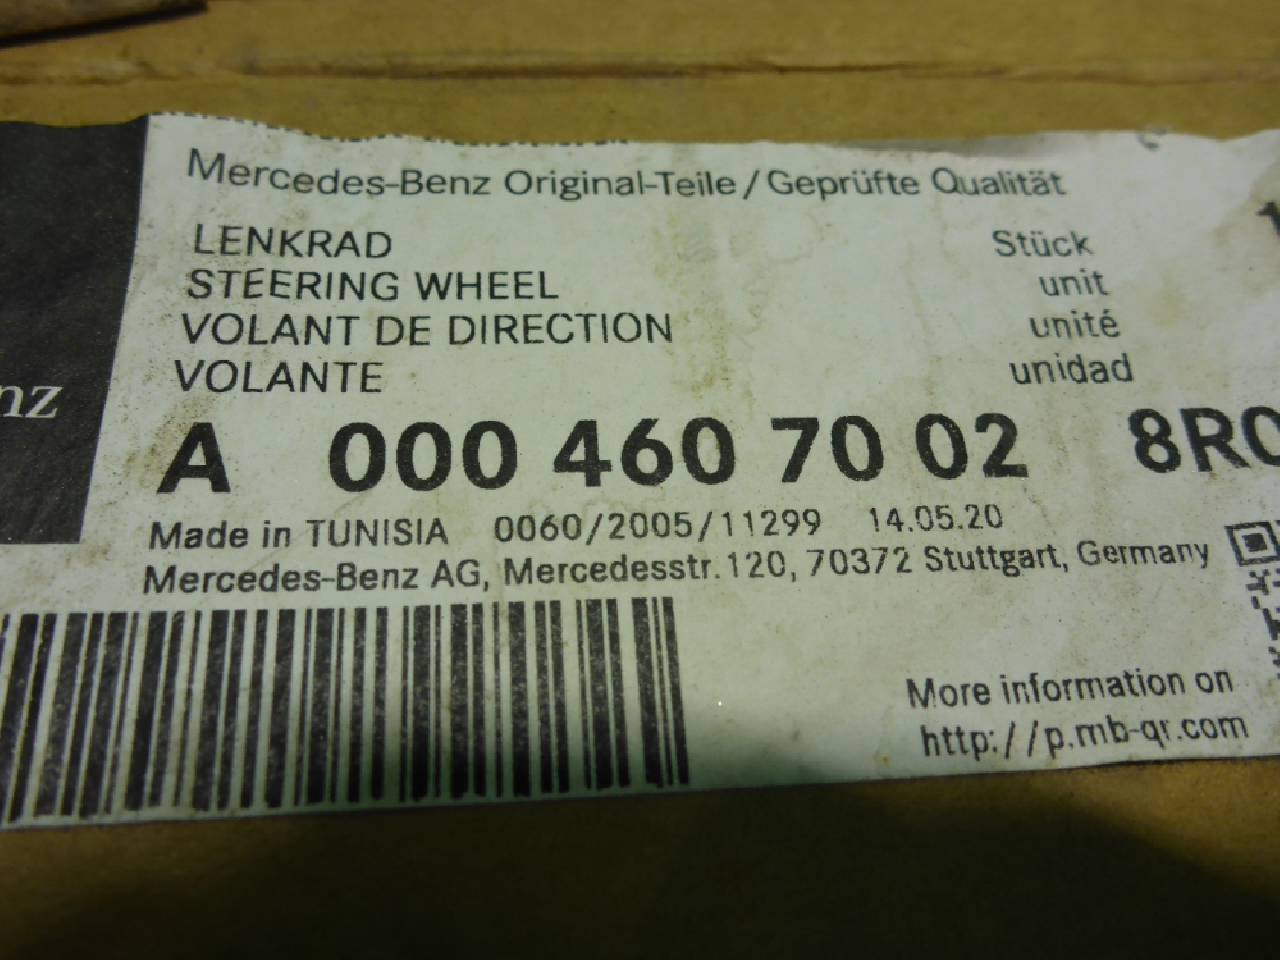 Mercedes-Benz Original-Teile/Geprüfte Qualität
LENKRAD Stück
STEERING WHEEL unit
VOLANT DE DIRECTION unité
VOLANTE unidad
nz
A 000 460 70 02
Made in TUNISIA 0060/2005/11299 14.05.20
Mercedes-Benz AG, Mercedesstr.120, 70372 Stuttgart, Germany
More information on
http://p.mb-qr.com